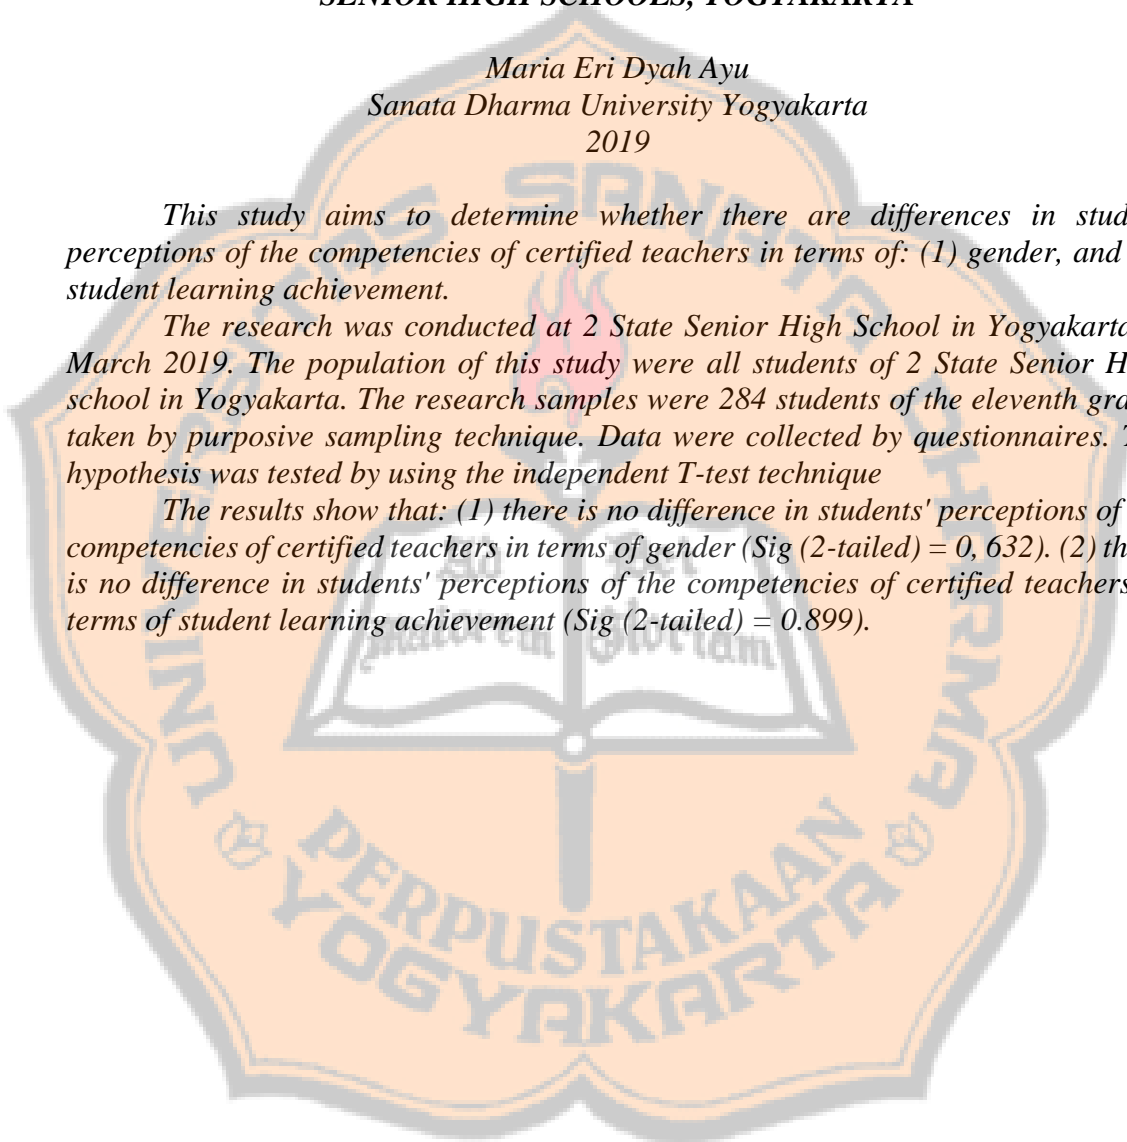 SENIOR HIGH SCHOOLS, YOGYAKARTA
Maria Eri Dyah Ayu
Sanata Dharma University Yogyakarta
2019
This study aims to determine whether there are differences in
perceptions of the competencies of certified teachers in terms of: (1) gender, and
student learning achievement.
The research was conducted at 2 State Senior High School in Yogyakarta
March 2019. The population of this study were all students of 2 State Senior
school in Yogyakarta. The research samples were 284 students of the eleventh
taken by purposive sampling technique. Data were collected by questionnaires.
hypothesis was tested by using the independent T-test technique
The results show that: (1) there is no difference in students' perceptions of
competencies of certified teachers in terms of gender (Sig (2-tailed) = 0, 632). (2)
is no difference in students' perceptions of the competencies of certified teachers
terms of student learning achievement (Sig (2-tailed) = 0.899).
UNIVERSITAS SANATA DHARMA
Ad Dei
maiorem Gloriam
PERPUSTAKAAN
YOGYAKARTA